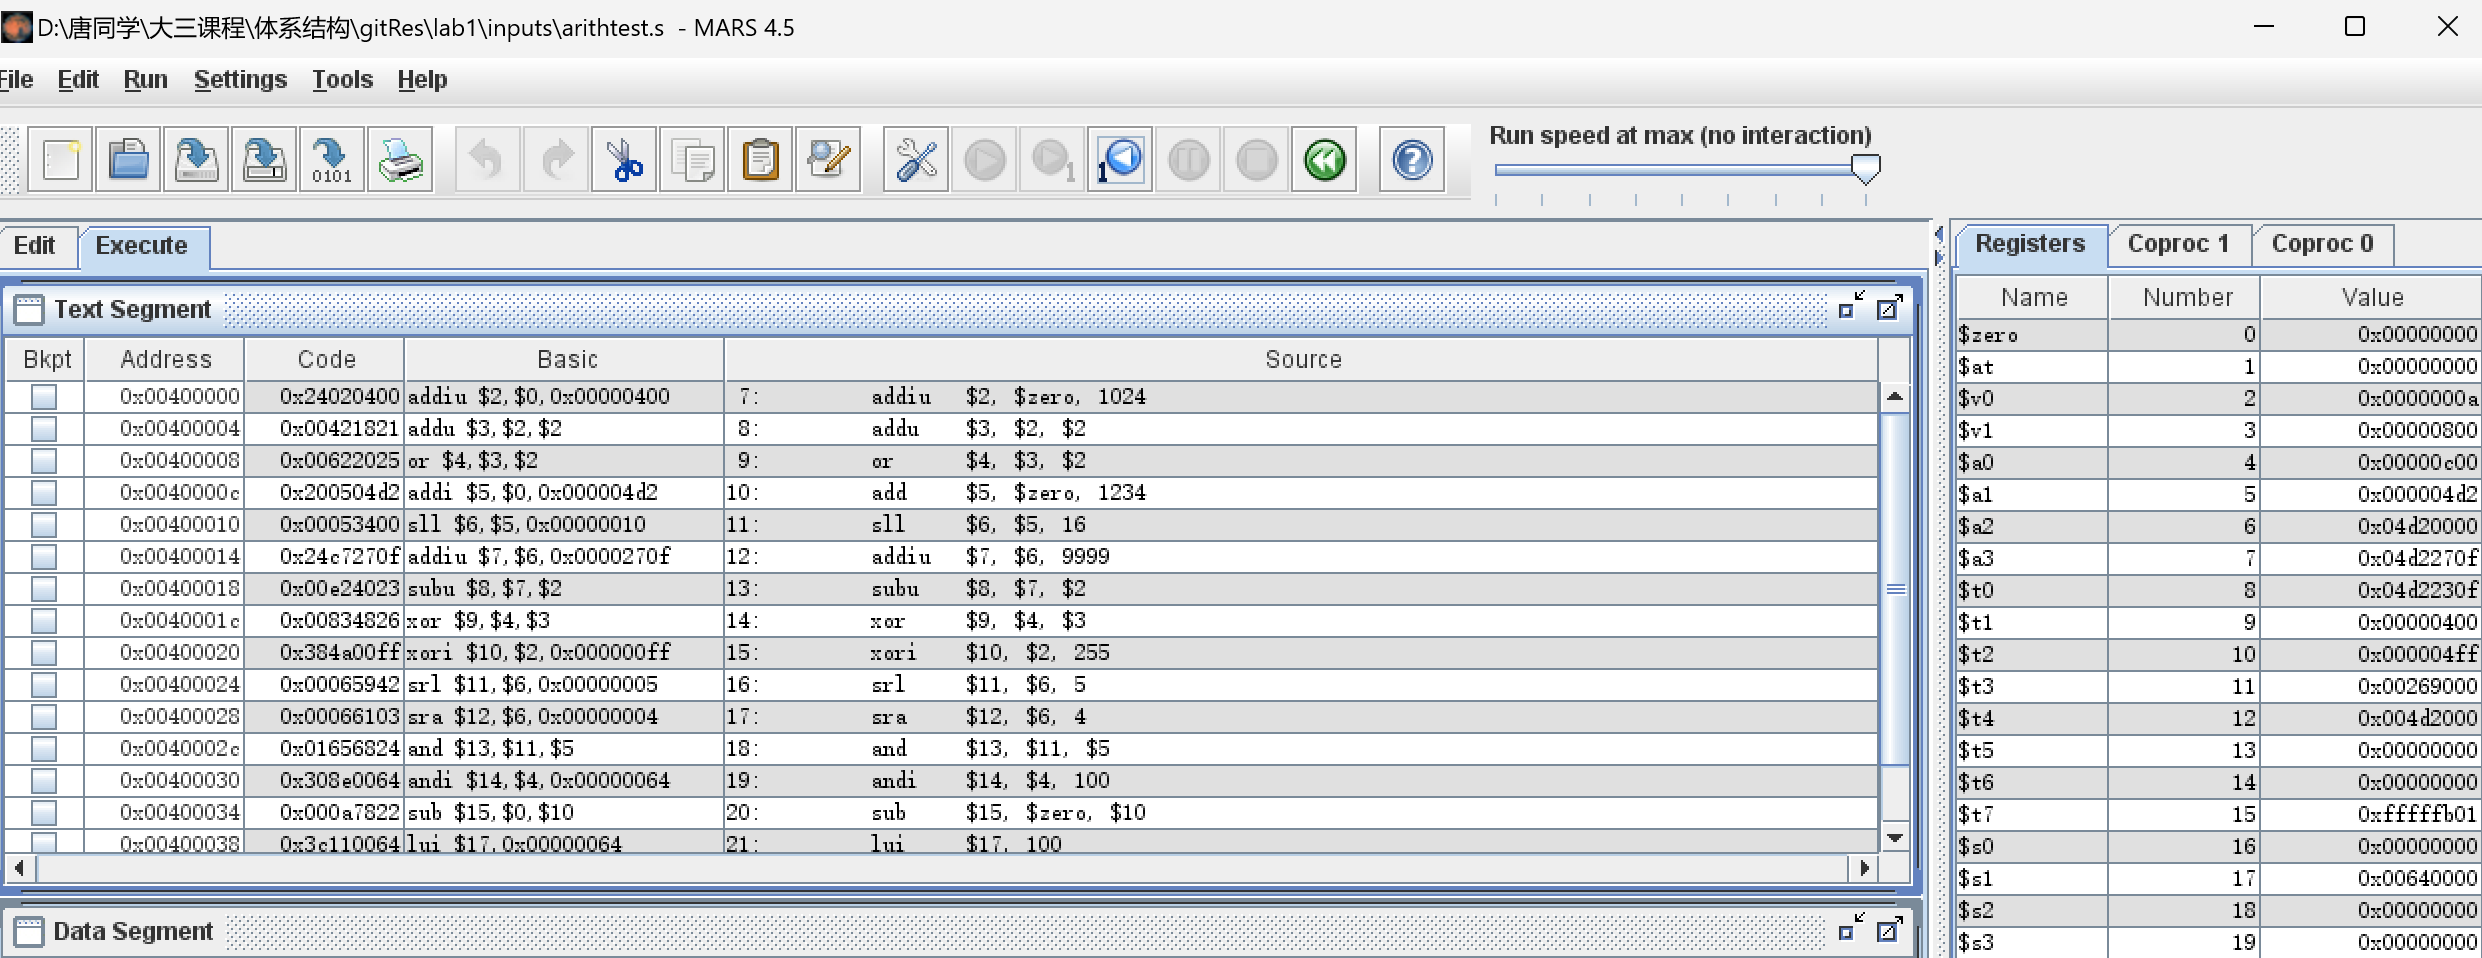 D:\唐同学\大三课程\体系结构\gitRes\lab1\inputs\arithtest.s - MARS 4.5
File Edit Run Settings Tools Help
0101
1
1
Run speed at max (no interaction)
Edit Execute
Registers Coproc 1 Coproc 0
Text Segment
Bkpt Address Code Basic Source
0x00400000 0x24020400 addiu $2,$0,0x00000400 7: addiu $2, $zero, 1024
0x00400004 0x00421821 addu $3,$2,$2 8: addu $3, $2, $2
0x00400008 0x00622025 or $4,$3,$2 9: or $4, $3, $2
0x0040000c 0x200504d2 addi $5,$0,0x000004d2 10: add $5, $zero, 1234
0x00400010 0x00053400 sll $6,$5,0x00000010 11: sll $6, $5, 16
0x00400014 0x24c7270f addiu $7,$6,0x0000270f 12: addiu $7, $6, 9999
0x00400018 0x00e24023 subu $8,$7,$2 13: subu $8, $7, $2
0x0040001c 0x00834826 xor $9,$4,$3 14: xor $9, $4, $3
0x00400020 0x384a00ff xori $10,$2,0x000000ff 15: xori $10, $2, 255
0x00400024 0x00065942 srl $11,$6,0x00000005 16: srl $11, $6, 5
0x00400028 0x00066103 sra $12,$6,0x00000004 17: sra $12, $6, 4
0x0040002c 0x01656824 and $13,$11,$5 18: and $13, $11, $5
0x00400030 0x308e0064 andi $14,$4,0x00000064 19: andi $14, $4, 100
0x00400034 0x000a7822 sub $15,$0,$10 20: sub $15, $zero, $10
0x00400038 0x3c110064 lui $17,0x00000064 21: lui $17, 100
Data Segment
Name Number Value
$zero 0 0x00000000
$at 1 0x00000000
$v0 2 0x0000000a
$v1 3 0x00000800
$a0 4 0x00000c00
$a1 5 0x000004d2
$a2 6 0x04d20000
$a3 7 0x04d2270f
$t0 8 0x04d2230f
$t1 9 0x00000400
$t2 10 0x000004ff
$t3 11 0x00269000
$t4 12 0x004d2000
$t5 13 0x00000000
$t6 14 0x00000000
$t7 15 0xfffffb01
$s0 16 0x00000000
$s1 17 0x00640000
$s2 18 0x00000000
$s3 19 0x00000000